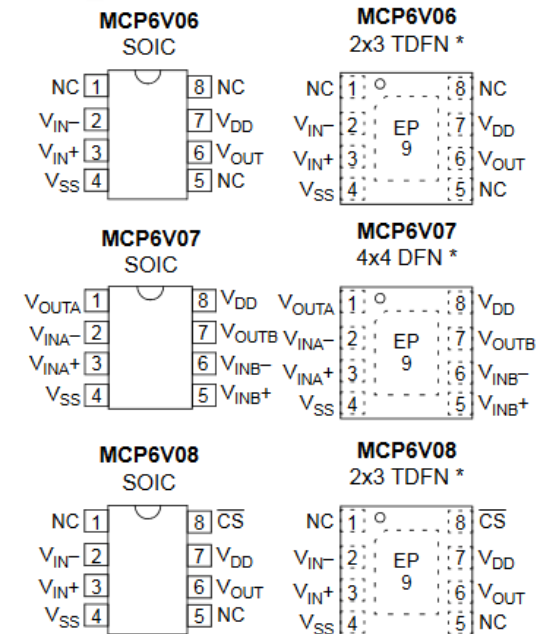 MCP6V06 MCP6V06
SOIC 2x3 TDFN *
NC 1 8 NC NC 1 8 NC
VIN– 2 7 VDD VIN– 2 EP 7 VDD
VIN+ 3 6 VOUT VIN+ 3 9 6 VOUT
VSS 4 5 NC VSS 4 5 NC
MCP6V07 MCP6V07
SOIC 4x4 DFN *
VOUTA 1 8 VDD VOUTA 1 8 VDD
VINA– 2 7 VOUTB VINA– 2 EP 7 VOUTB
VINA+ 3 6 VINB– VINA+ 3 9 6 VINB–
VSS 4 5 VINB+ VSS 4 5 VINB+
MCP6V08 MCP6V08
SOIC 2x3 TDFN *
NC 1 8 C̅S̅ NC 1 8 C̅S̅
VIN– 2 7 VDD VIN– 2 EP 7 VDD
VIN+ 3 6 VOUT VIN+ 3 9 6 VOUT
VSS 4 5 NC VSS 4 5 NC